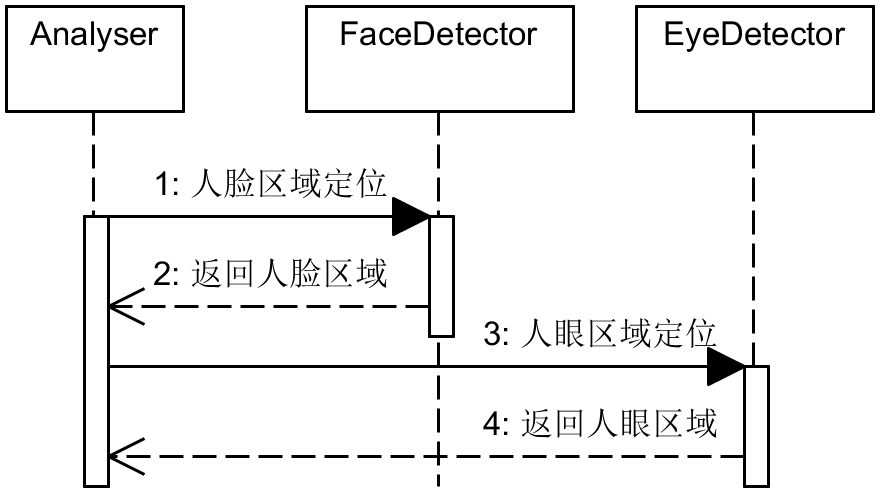 Analyser
FaceDetector
EyeDetector
1: 人脸区域定位
2: 返回人脸区域
3: 人眼区域定位
4: 返回人眼区域